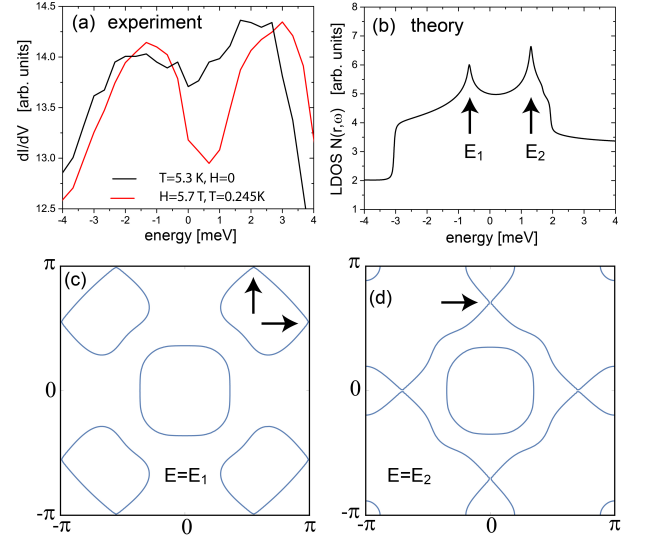 (a) experiment
dI/dV [arb. units]
14.5
14.0
13.5
13.0
12.5
T=5.3 K, H=0
H=5.7 T, T=0.245K
-4 -3 -2 -1 0 1 2 3 4
energy [meV]
(b) theory
LDOS N(r,ω) [arb. units]
8
7
6
5
4
3
2
1
E1
E2
-4 -3 -2 -1 0 1 2 3 4
energy [meV]
(c)
π
0
-π
E=E1
-π 0 π
(d)
π
0
-π
E=E2
-π 0 π